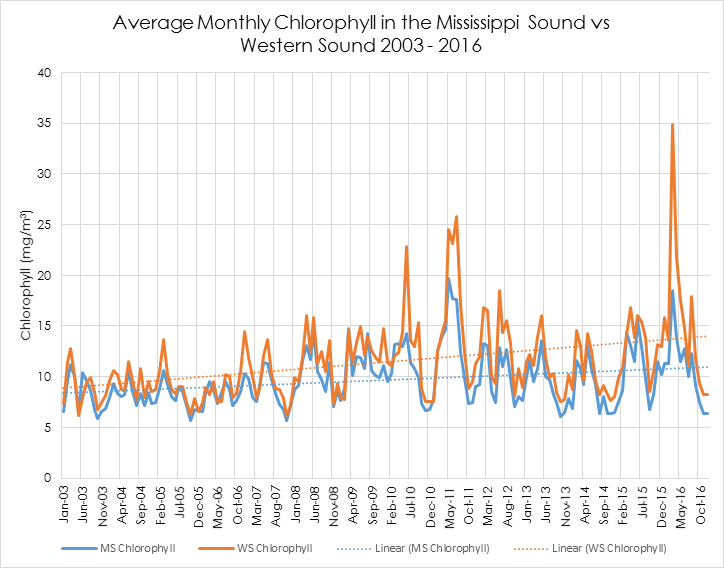 Average Monthly Chlorophyll in the Mississippi Sound vs
Western Sound 2003 - 2016
Chlorophyll (mg/m³)
40
35
30
25
20
15
10
5
0
Jan-03
Jun-03
Nov-03
Apr-04
Sep-04
Feb-05
Jul-05
Dec-05
May-06
Oct-06
Mar-07
Aug-07
Jan-08
Jun-08
Nov-08
Apr-09
Sep-09
Feb-10
Jul-10
Dec-10
May-11
Oct-11
Mar-12
Aug-12
Jan-13
Jun-13
Nov-13
Apr-14
Sep-14
Feb-15
Jul-15
Dec-15
May-16
Oct-16
MS Chlorophyll
WS Chlorophyll
Linear (MS Chlorophyll)
Linear (WS Chlorophyll)